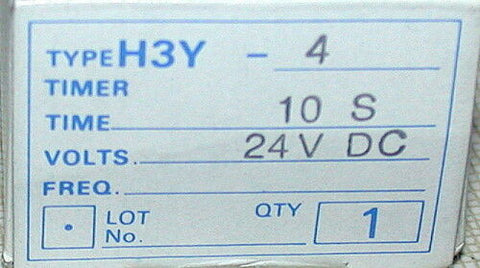 TYPE H3Y - 4
TIMER
TIME 10 S
VOLTS. 24V DC
FREQ.
LOT No. QTY 1